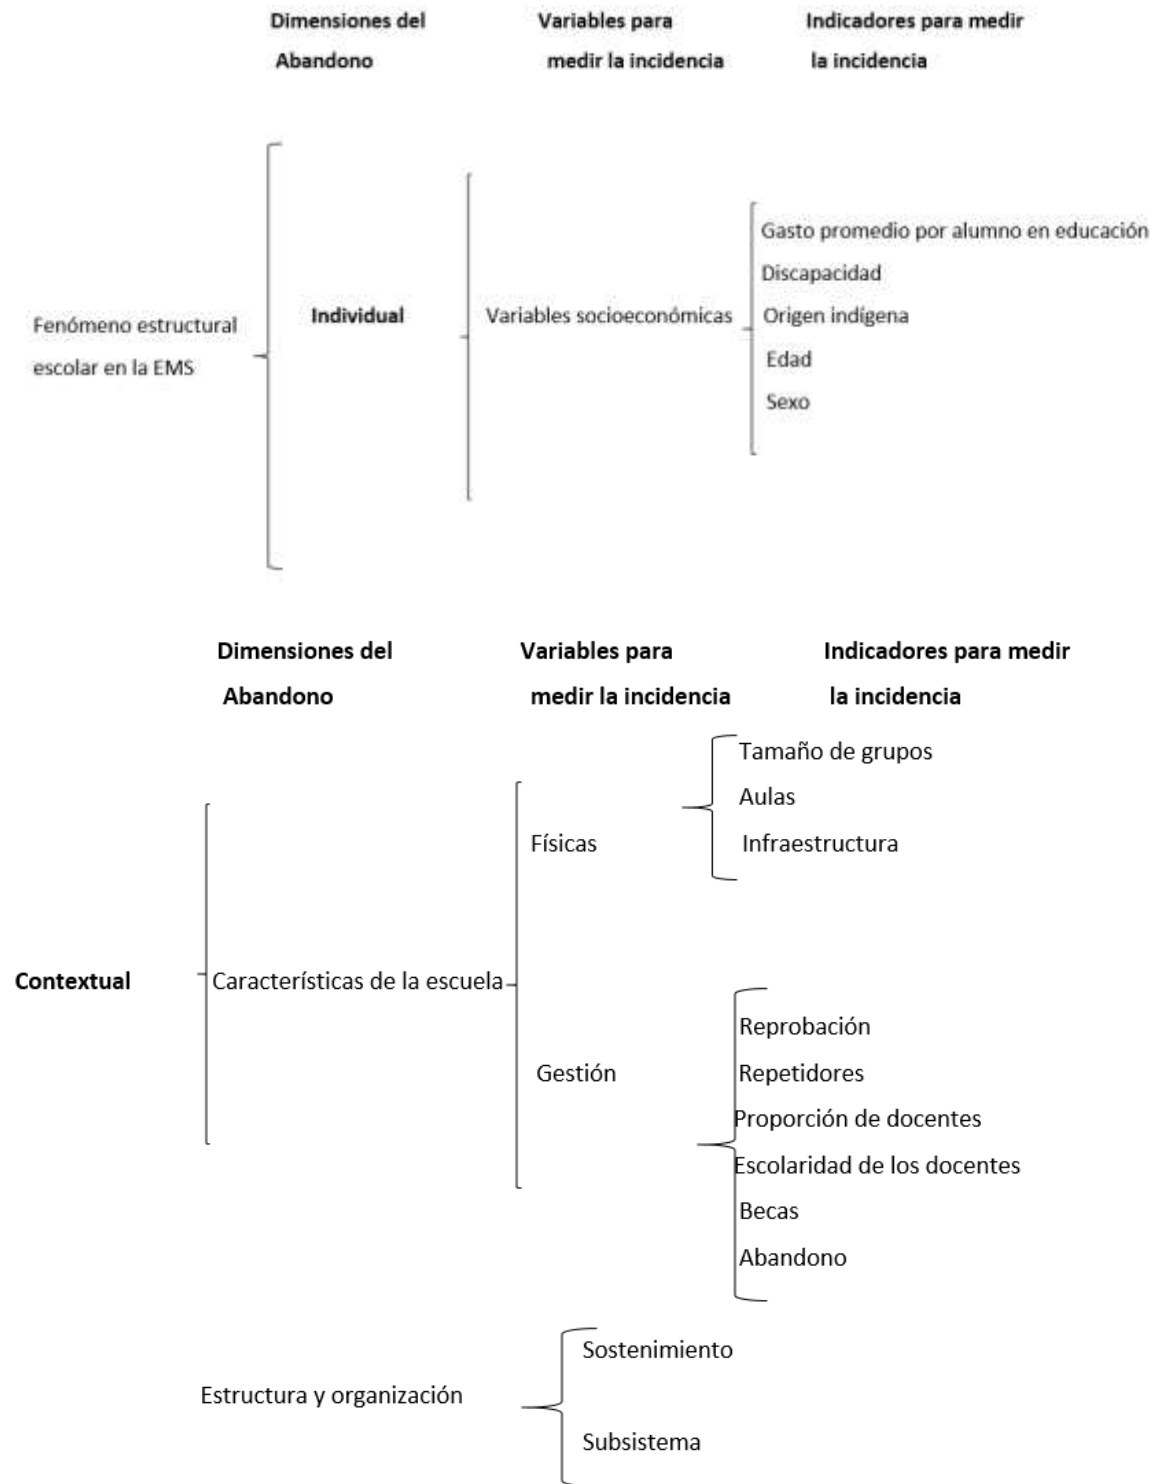 Dimensiones del
Abandono
Variables para
medir la incidencia
Indicadores para medir
la incidencia
Fenómeno estructural
escolar en la EMS
Individual
Variables socioeconómicas
Gasto promedio por alumno en educación
Discapacidad
Origen indígena
Edad
Sexo
Dimensiones del
Abandono
Variables para
medir la incidencia
Indicadores para medir
la incidencia
Contextual
Características de la escuela
Físicas
Tamaño de grupos
Aulas
Infraestructura
Gestión
Reprobación
Repetidores
Proporción de docentes
Escolaridad de los docentes
Becas
Abandono
Estructura y organización
Sostenimiento
Subsistema